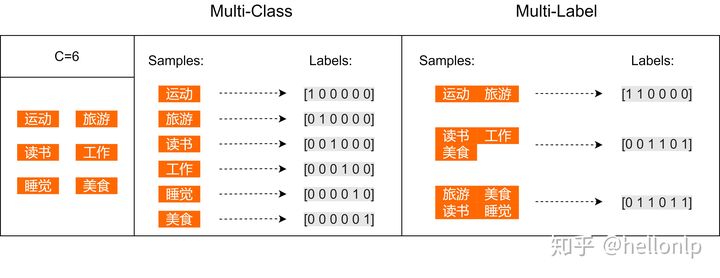 Multi-Class
Multi-Label
C=6
运动 旅游
读书 工作
睡觉 美食
Samples: Labels:
运动 [1 0 0 0 0 0]
旅游 [0 1 0 0 0 0]
读书 [0 0 1 0 0 0]
工作 [0 0 0 1 0 0]
睡觉 [0 0 0 0 1 0]
美食 [0 0 0 0 0 1]
Samples: Labels:
运动 旅游 [1 1 0 0 0 0]
读书 工作
美食
[0 0 1 1 0 1]
旅游 美食
读书 睡觉
[0 1 1 0 1 1]
知乎 @hellonlp